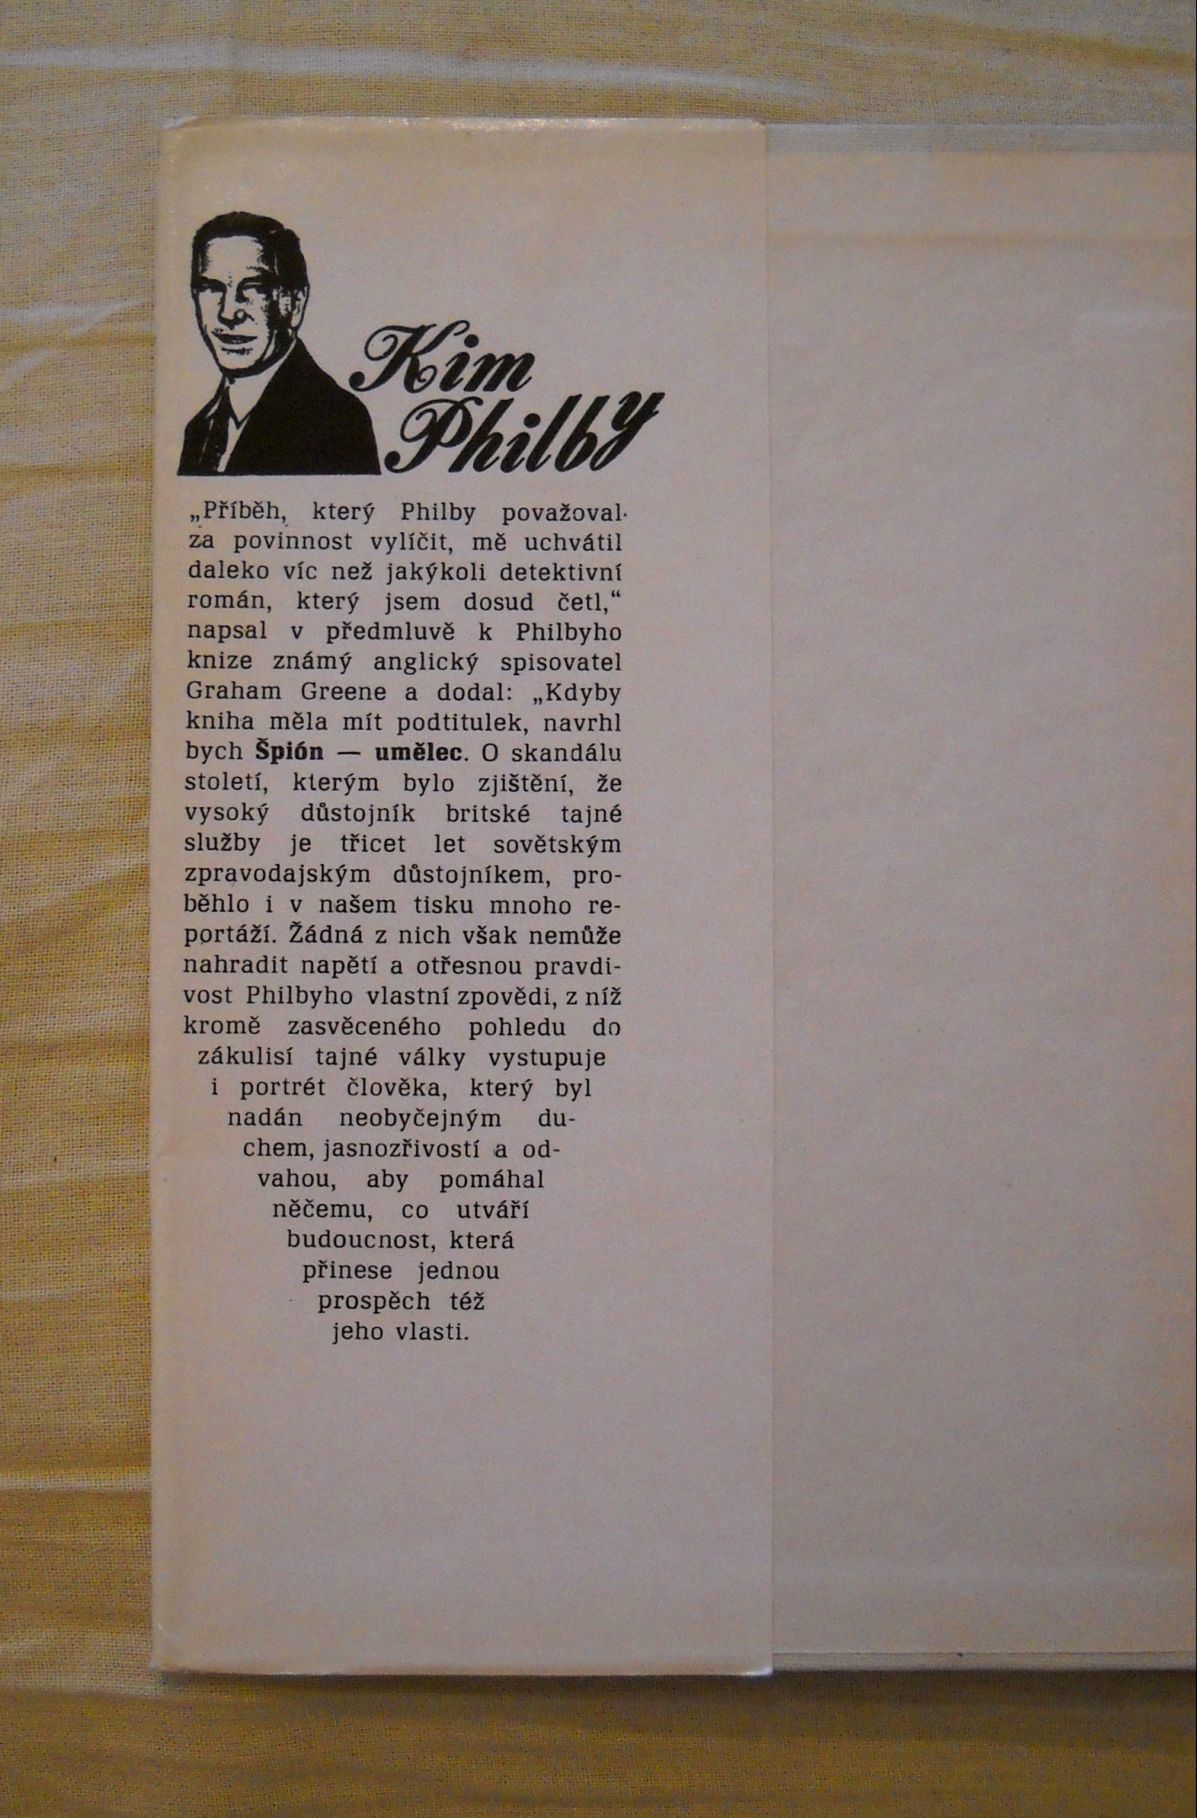 Kim
Philby
„Příběh, který Philby považoval
za povinnost vylíčit, mě uchvátil
daleko víc než jakýkoli detektivní
román, který jsem dosud četl,“
napsal v předmluvě k Philbyho
knize známý anglický spisovatel
Graham Greene a dodal: „Kdyby
kniha měla mít podtitulek, navrhl
bych Špión — umělec. O skandálu
století, kterým bylo zjištění, že
vysoký důstojník britské tajné
služby je třicet let sovětským
zpravodajským důstojníkem, pro-
běhlo i v našem tisku mnoho re-
portáží. Žádná z nich však nemůže
nahradit napětí a otřesnou pravdi-
vost Philbyho vlastní zpovědi, z níž
kromě zasvěceného pohledu do
zákulisí tajné války vystupuje
i portrét člověka, který byl
nadán neobyčejným du-
chem, jasnozřivostí a od-
vahou, aby pomáhal
něčemu, co utváří
budoucnost, která
přinese jednou
prospěch též
jeho vlasti.